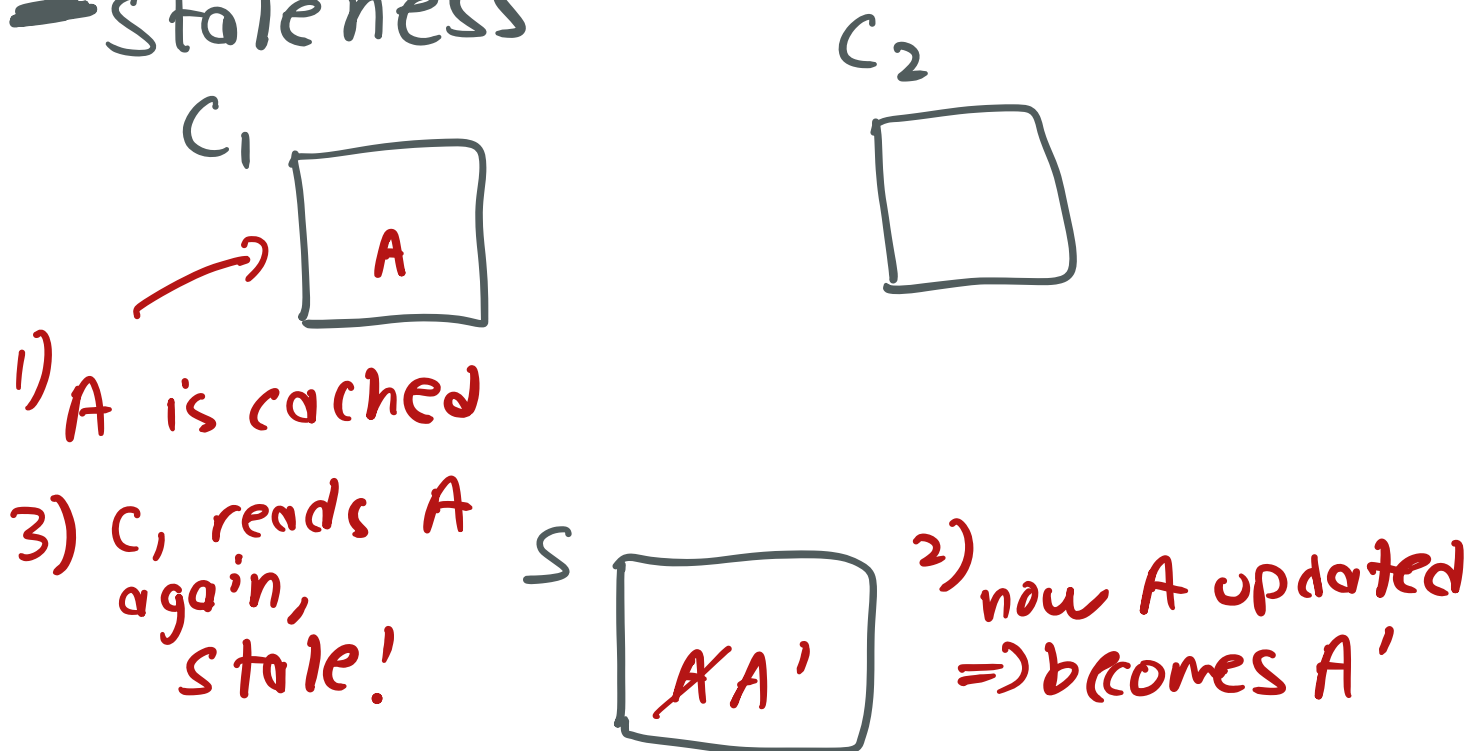 - Staleness
C₁
C₂
A
1) A is cached
3) C₁ reads A
again,
stale!
S
A A'
2) now A updated
=> becomes A'